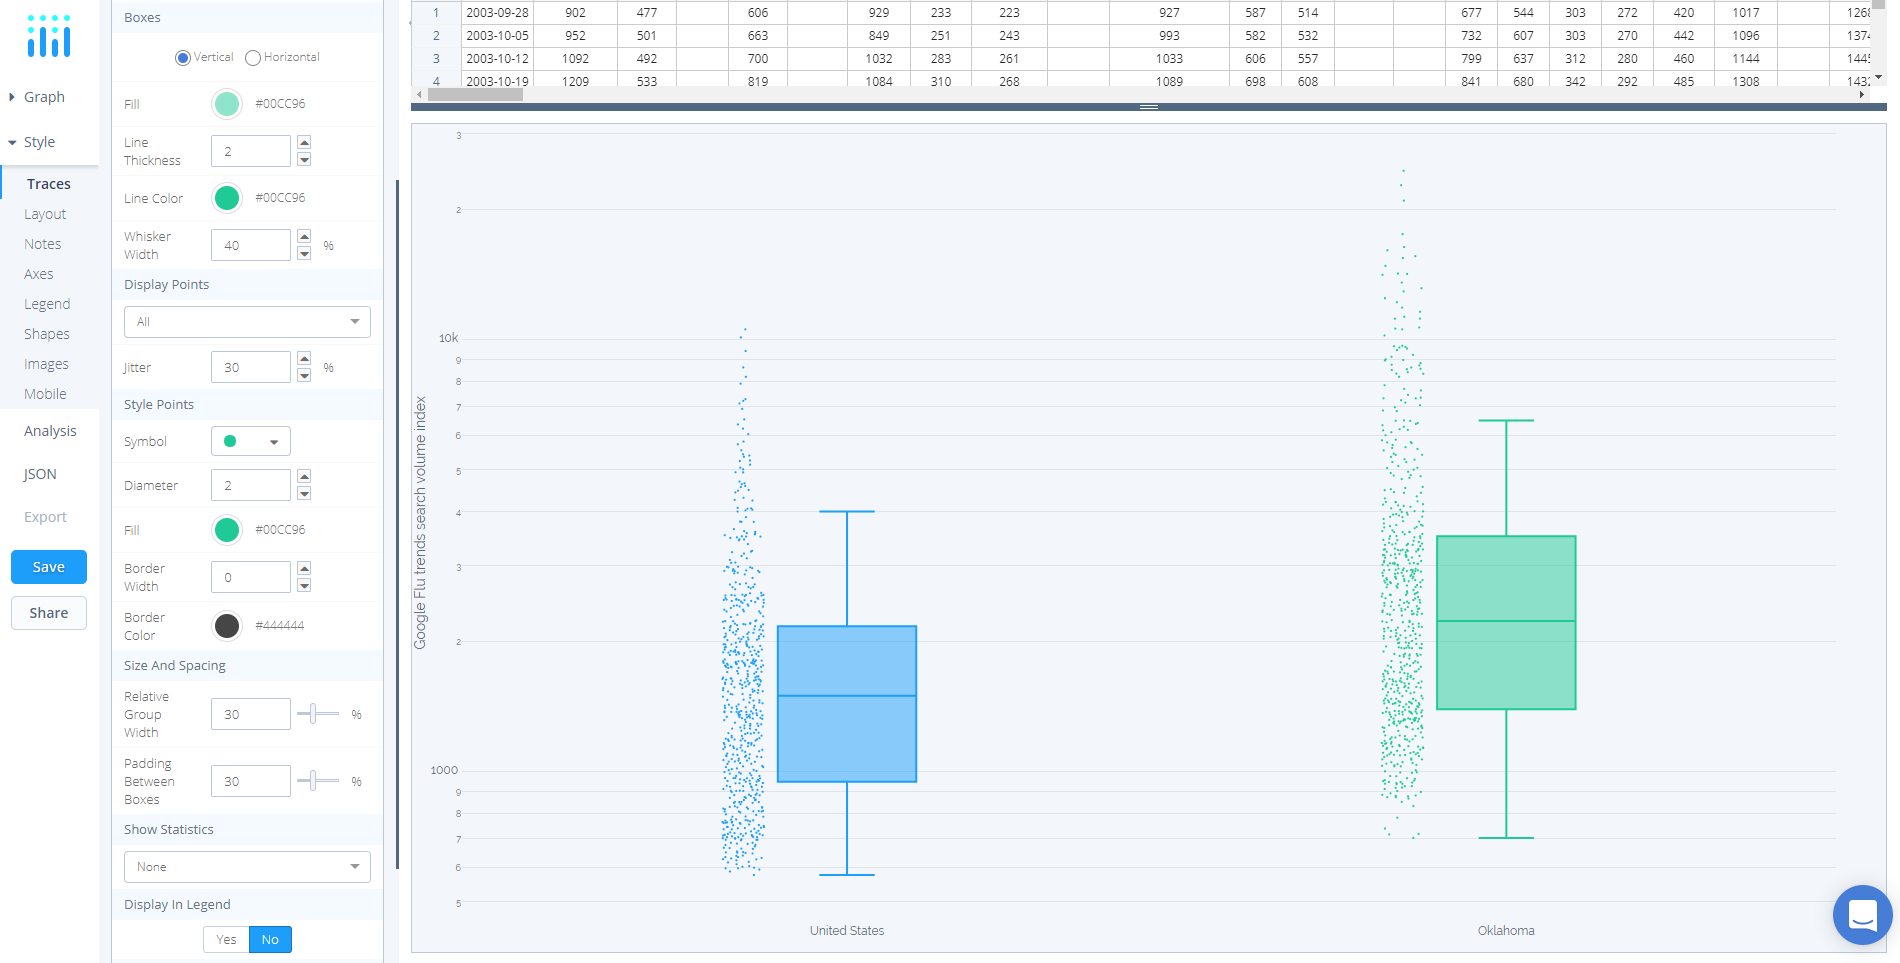 Graph
Style
Traces
Layout
Notes
Axes
Legend
Shapes
Images
Mobile
Analysis
JSON
Export
Save
Share
Boxes
Vertical Horizontal
Fill #00CC96
Line Thickness 2
Line Color #00CC96
Whisker Width 40 %
Display Points
All
Jitter 30 %
Style Points
Symbol
Diameter 2
Fill #00CC96
Border Width 0
Border Color #444444
Size And Spacing
Relative Group Width 30 %
Padding Between Boxes 30 %
Show Statistics
None
Display In Legend
Yes No
1 2003-09-28 902 477 606 929 233 223 927 587 514 677 544 303 272 420 1017 1268
2 2003-10-05 952 501 663 849 251 243 993 582 532 732 607 303 270 442 1096 1374
3 2003-10-12 1092 492 700 1032 283 261 1033 606 557 799 637 312 280 460 1144 1445
4 2003-10-19 1209 533 819 1084 310 268 1089 698 608 841 680 342 292 485 1308 1432
Google Flu trends search volume index
3
2
10k
9
8
7
6
5
4
3
2
1000
9
8
7
6
5
United States Oklahoma